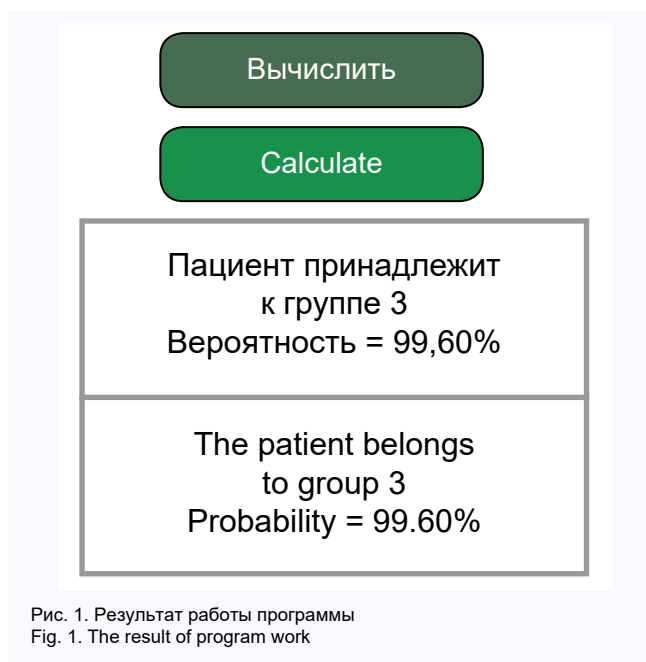 Вычислить
Calculate
Пациент принадлежит
к группе 3
Вероятность = 99,60%
The patient belongs
to group 3
Probability = 99.60%
Рис. 1. Результат работы программы
Fig. 1. The result of program work